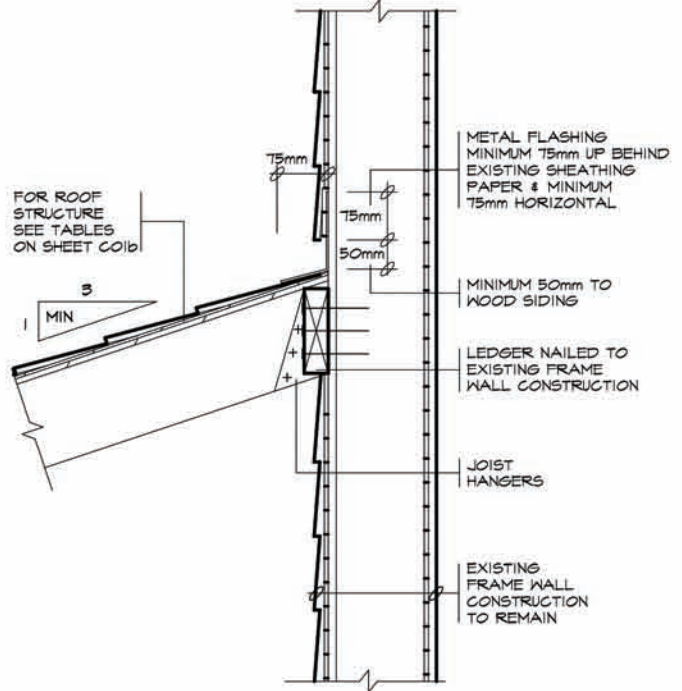 METAL FLASHING
MINIMUM 75mm UP BEHIND
EXISTING SHEATHING
PAPER & MINIMUM
75mm HORIZONTAL
75mm
FOR ROOF
STRUCTURE
SEE TABLES
ON SHEET CO1b
75mm
50mm
3
1
MIN
MINIMUM 50mm TO
WOOD SIDING
LEDGER NAILED TO
EXISTING FRAME
WALL CONSTRUCTION
JOIST
HANGERS
EXISTING
FRAME WALL
CONSTRUCTION
TO REMAIN